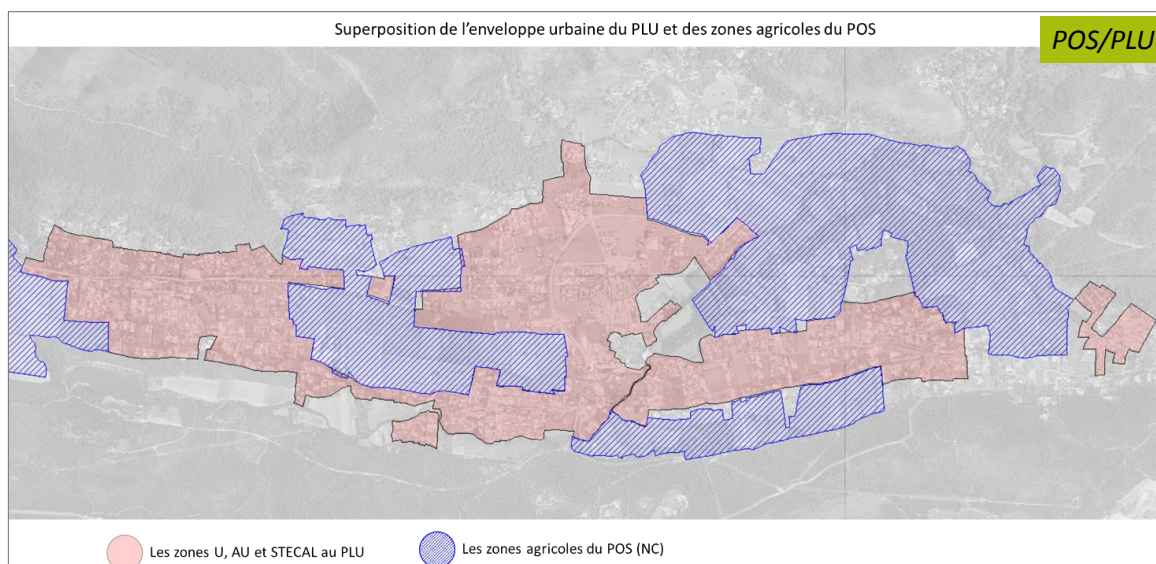 Superposition de l'enveloppe urbaine du PLU et des zones agricoles du POS
POS/PLU
Les zones U, AU et STECAL au PLU
Les zones agricoles du POS (NC)